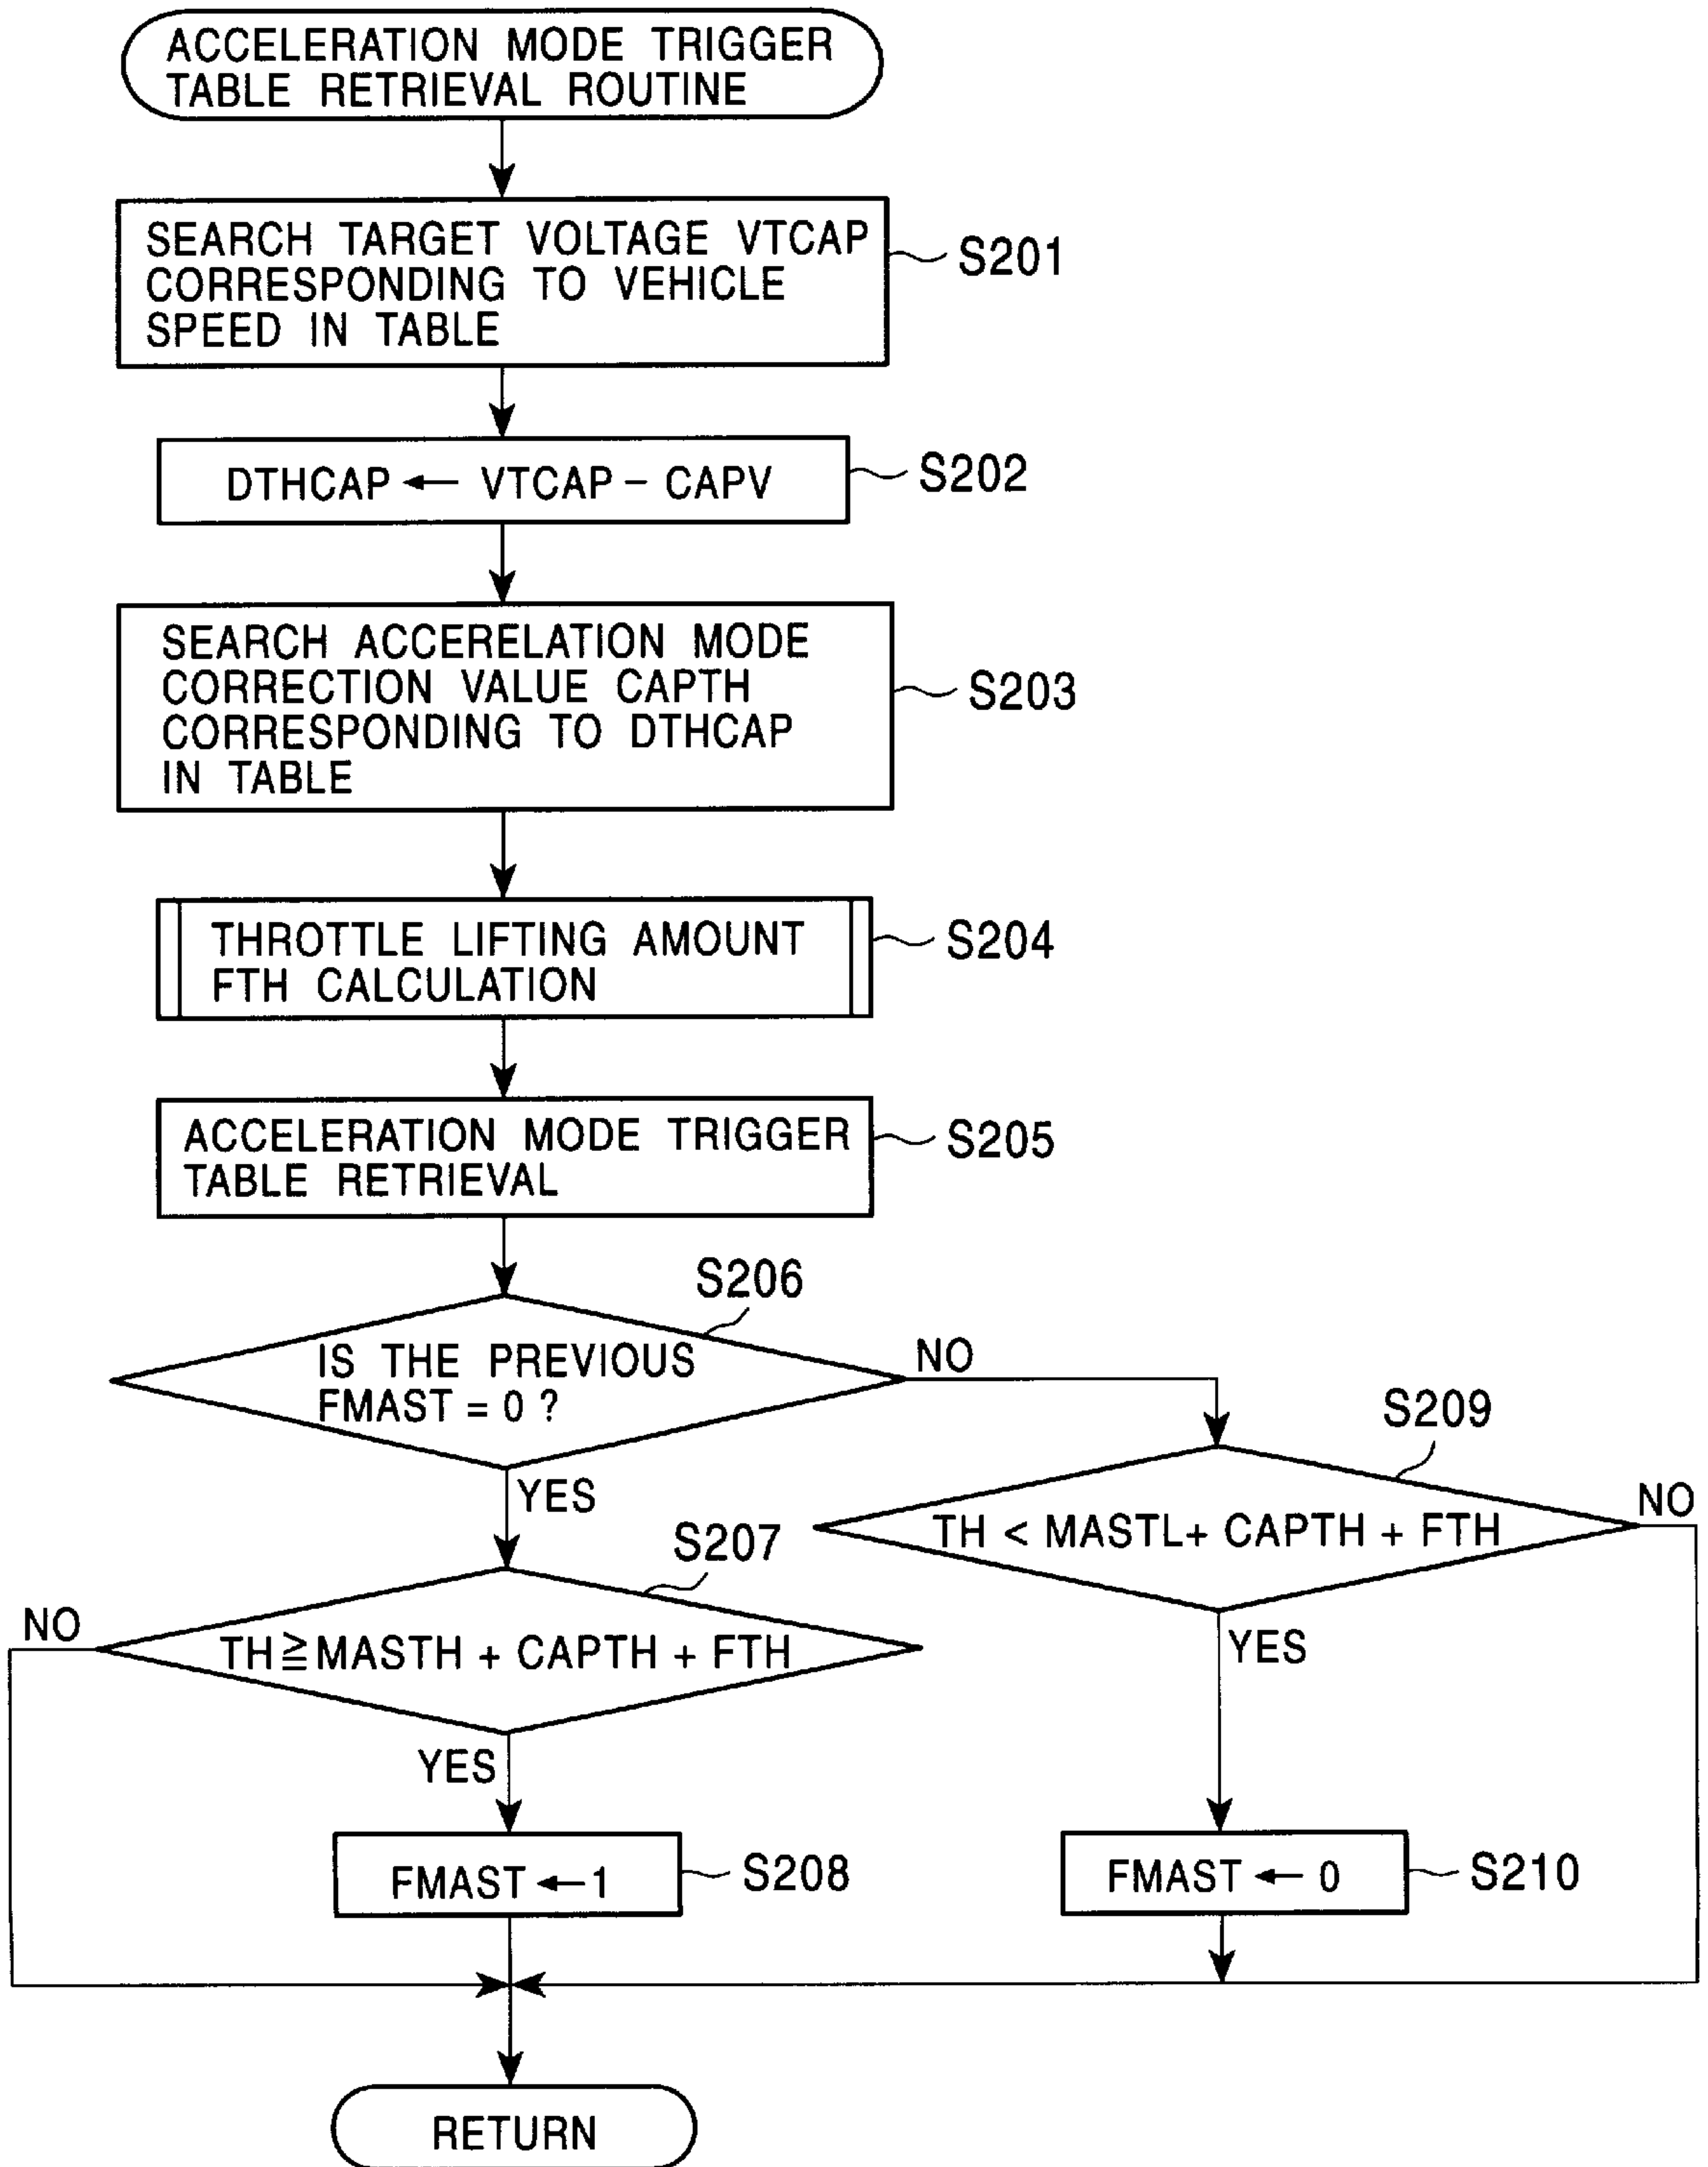 ACCELERATION MODE TRIGGER
TABLE RETRIEVAL ROUTINE
SEARCH TARGET VOLTAGE VTCAP
CORRESPONDING TO VEHICLE
SPEED IN TABLE
S201
DTHCAP ← VTCAP – CAPV
S202
SEARCH ACCERELATION MODE
CORRECTION VALUE CAPTH
CORRESPONDING TO DTHCAP
IN TABLE
S203
THROTTLE LIFTING AMOUNT
FTH CALCULATION
S204
ACCELERATION MODE TRIGGER
TABLE RETRIEVAL
S205
S206
IS THE PREVIOUS
FMAST = 0 ?
NO
YES
S209
TH < MASTL+ CAPTH + FTH
NO
YES
S207
NO
TH ≧ MASTH + CAPTH + FTH
YES
FMAST ← 1
S208
FMAST ← 0
S210
RETURN